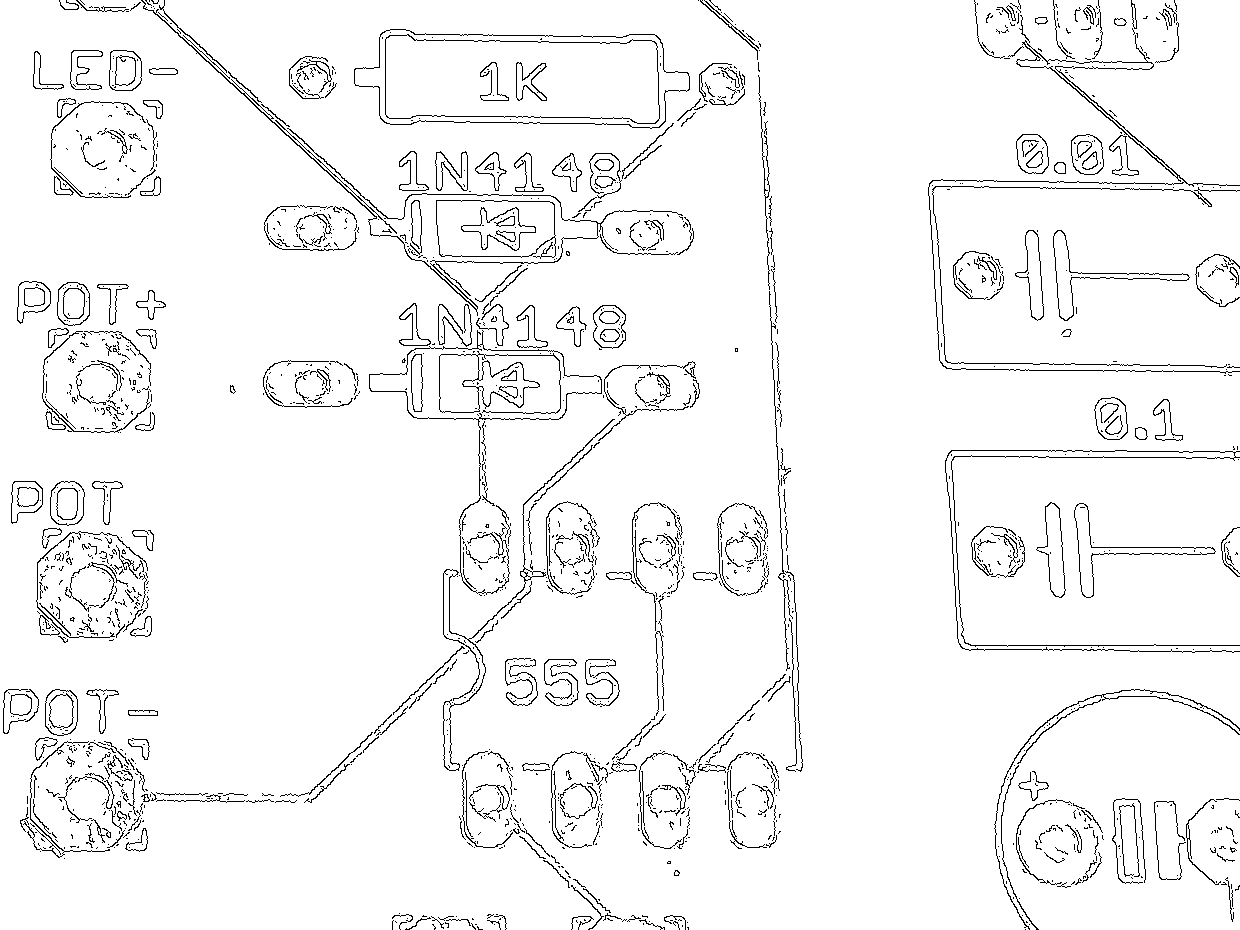 LED-
1K
1N4148
0.01
POT+
1N4148
0.1
POT
555
POT-
+